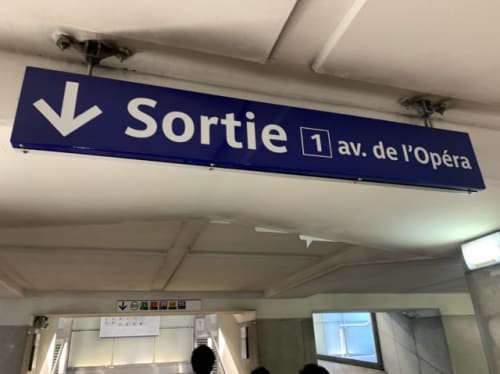 Sortie 1 av. de l'Opéra